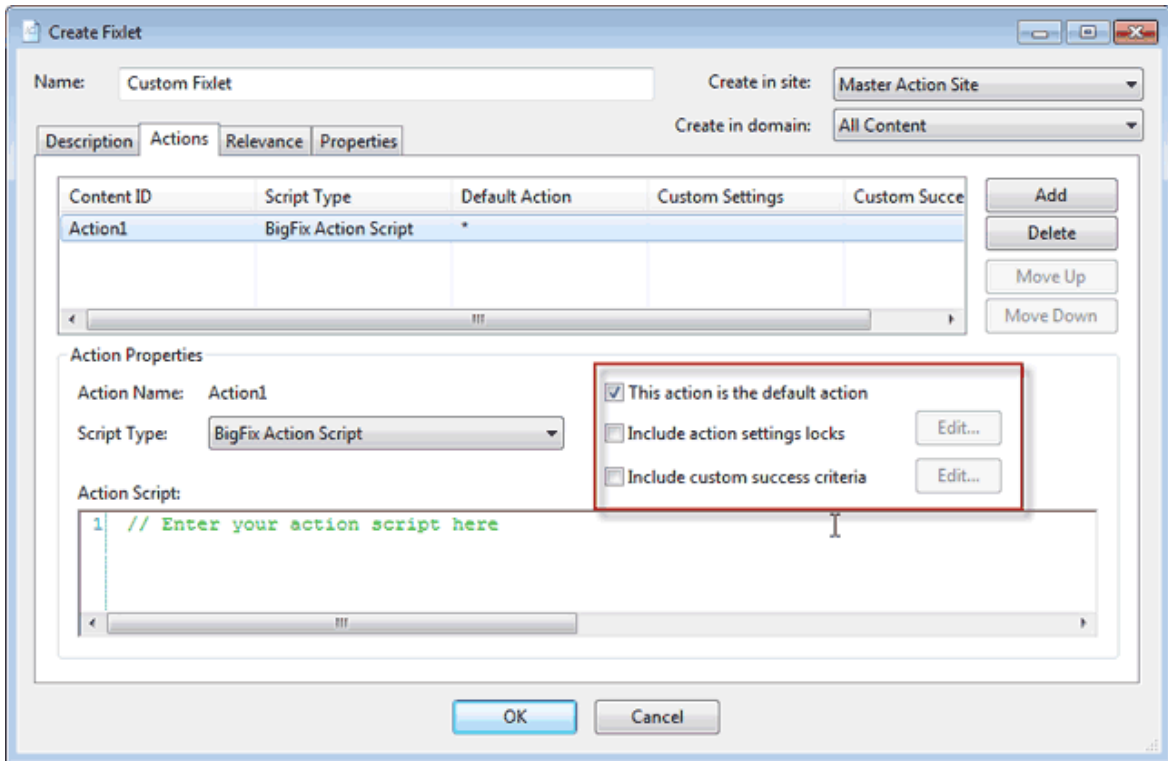 Create Fixlet
Name: Custom Fixlet Create in site: Master Action Site
Create in domain: All Content
Description Actions Relevance Properties
Content ID Script Type Default Action Custom Settings Custom Succe
Action1 BigFix Action Script *
Add
Delete
Move Up
Move Down
Action Properties
Action Name: Action1
Script Type: BigFix Action Script
This action is the default action
Include action settings locks Edit...
Include custom success criteria Edit...
Action Script:
1 // Enter your action script here
OK Cancel